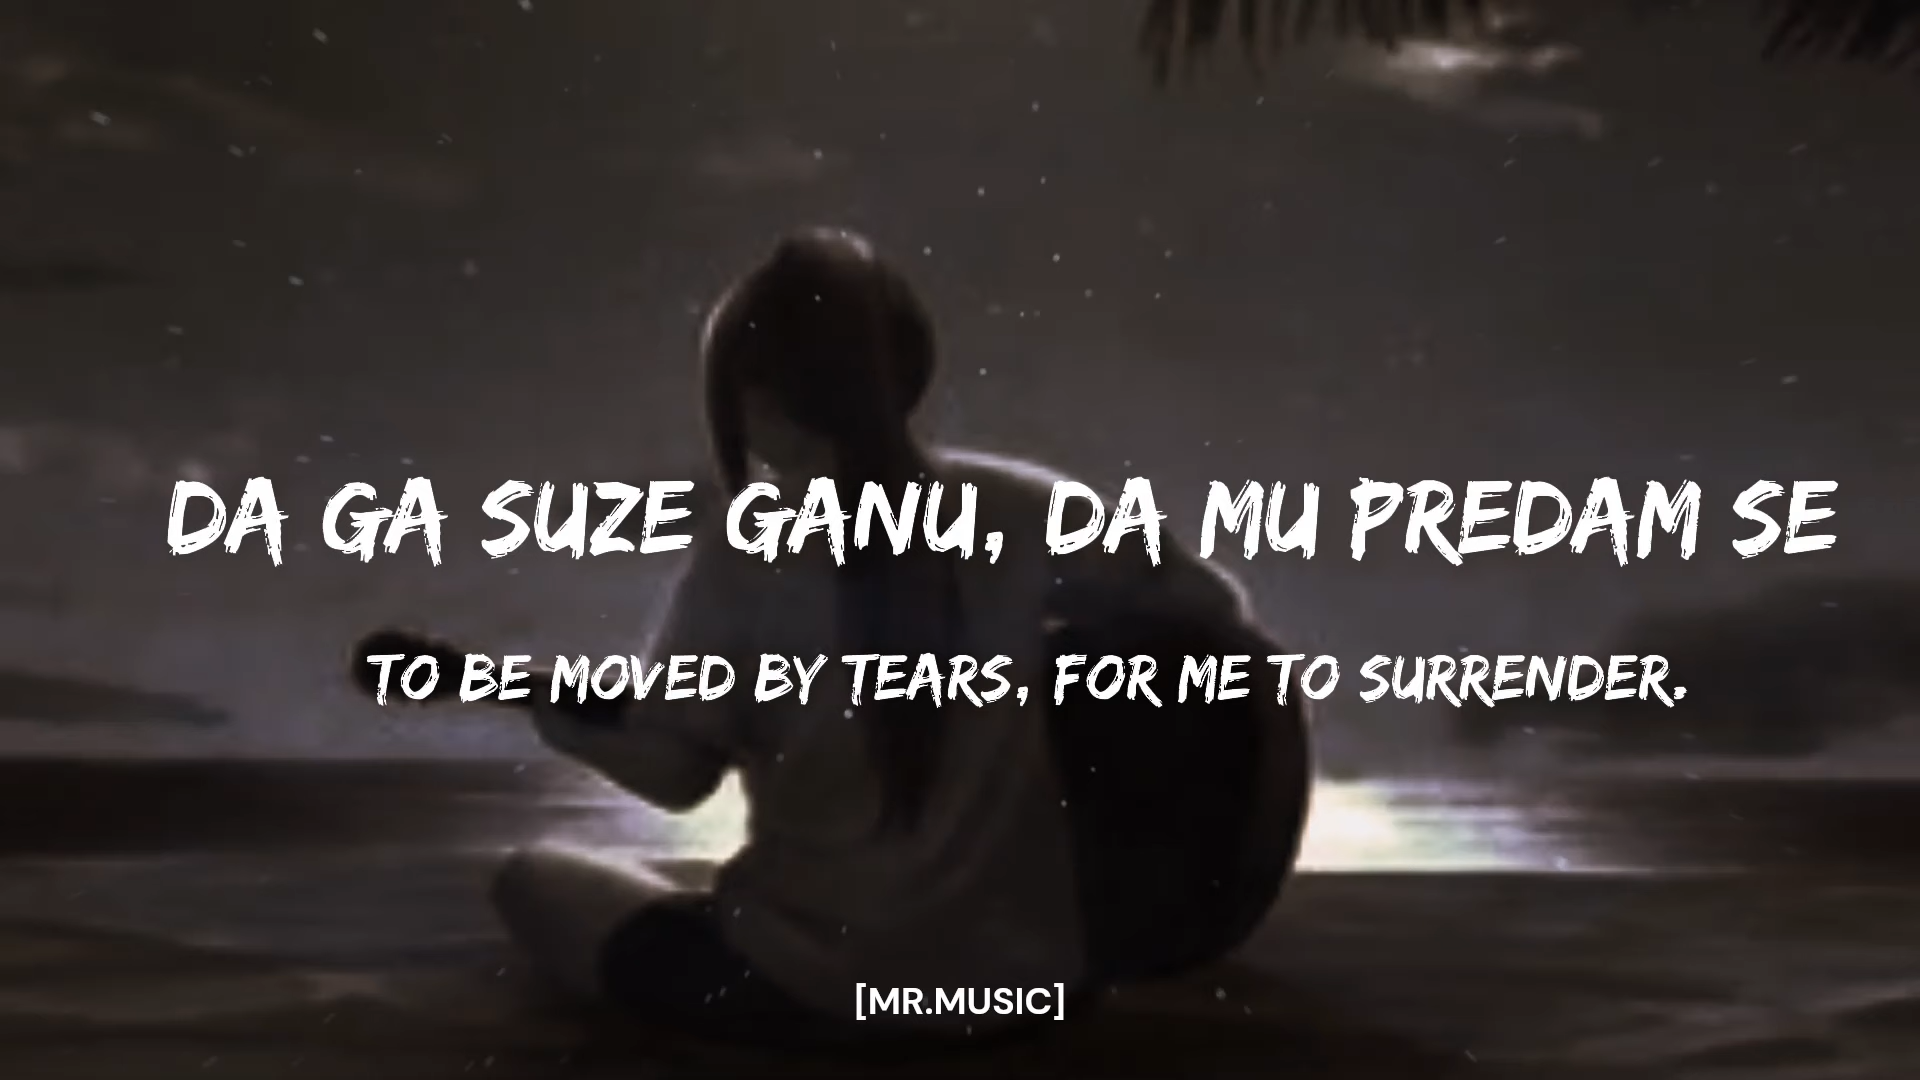 DA GA SUZE GANU, DA MU PREDAM SE
TO BE MOVED BY TEARS, FOR ME TO SURRENDER.
[MR.MUSIC]